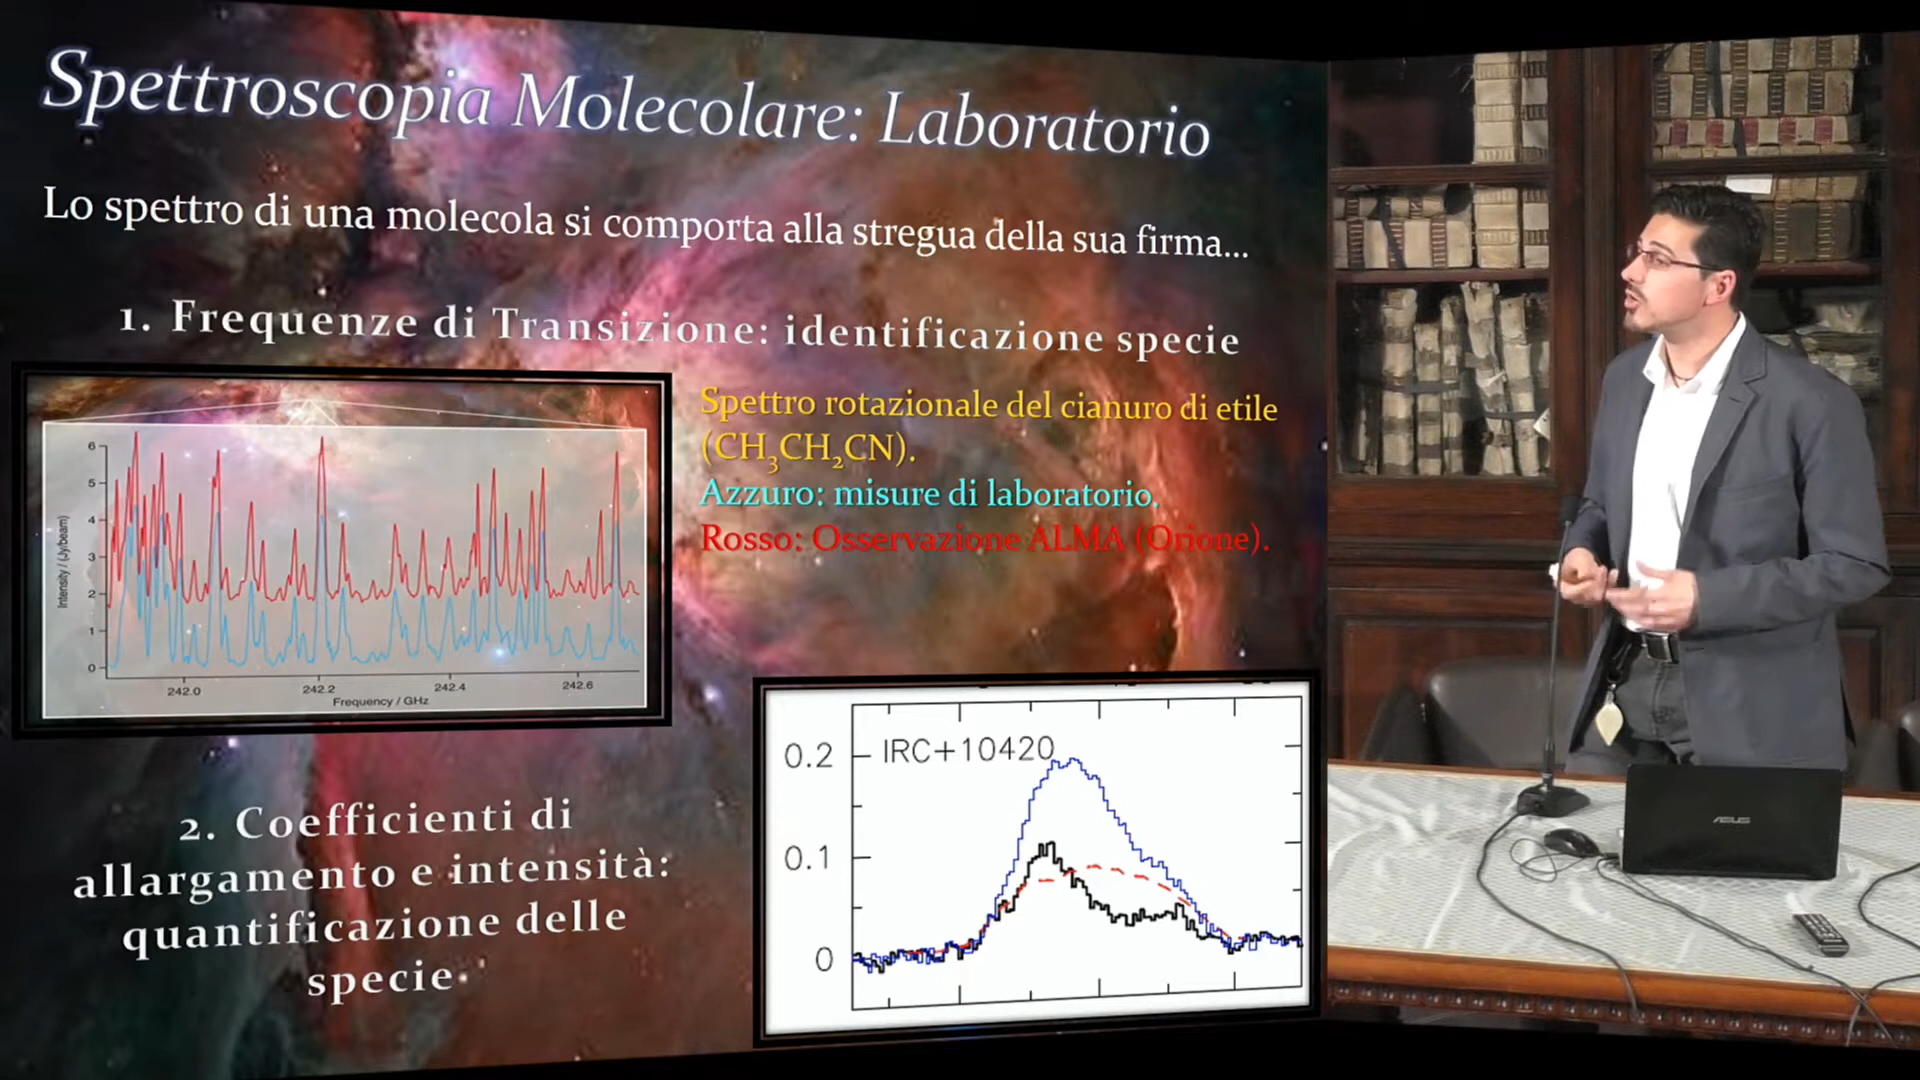 Spettroscopia Molecolare: Laboratorio
Lo spettro di una molecola si comporta alla stregua della sua firma...
1. Frequenze di Transizione: identificazione specie
Spettro rotazionale del cianuro di etile
(CH₃CH₂CN).
Azzuro: misure di laboratorio.
Rosso: Osservazione ALMA (Orione).
6
5
4
3
2
1
0
Intensity / (Jy/beam)
242.0
242.2
242.4
242.6
Frequency / GHz
2. Coefficienti di
allargamento e intensità:
quantificazione delle
specie.
IRC+10420
0.2
0.1
0
ASUS